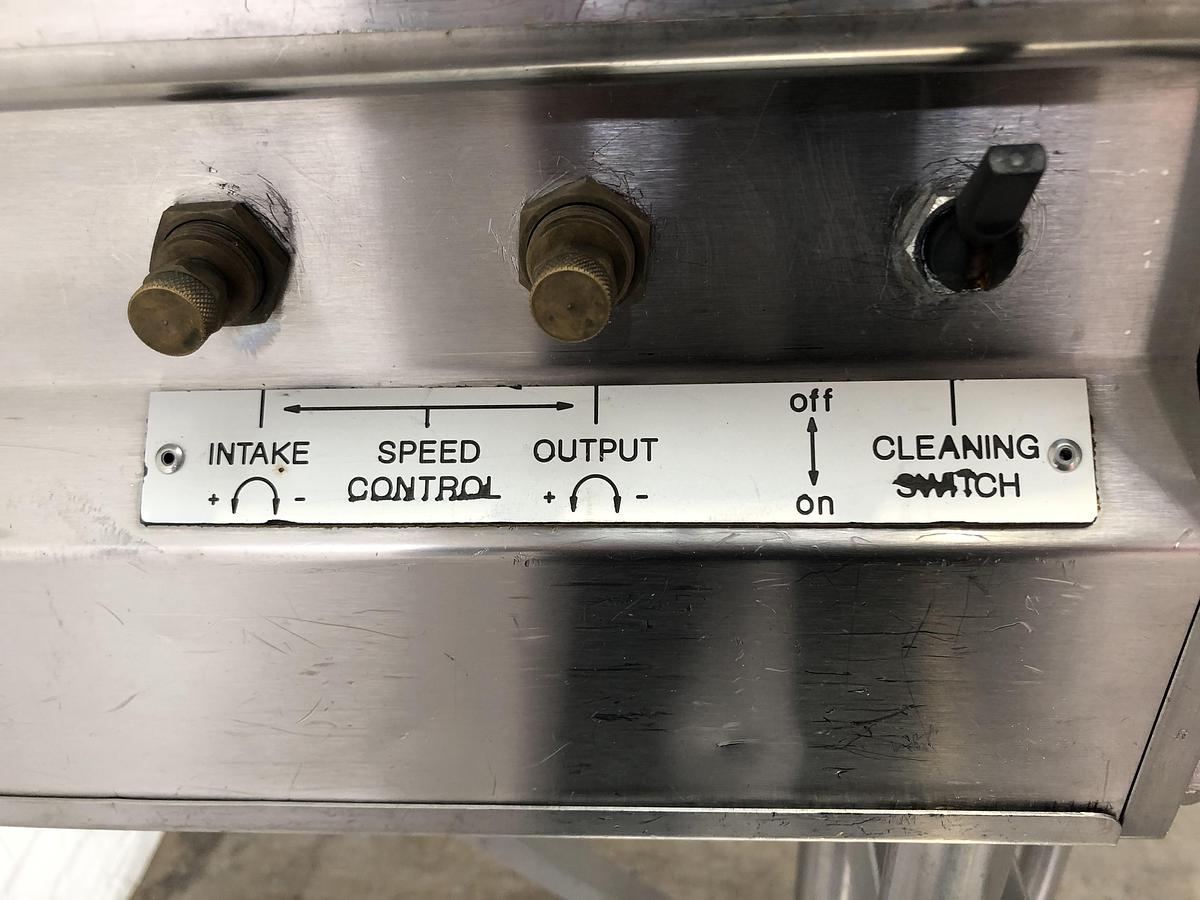 INTAKE
+ -
SPEED
CONTROL
OUTPUT
+ -
off
on
CLEANING
SWITCH